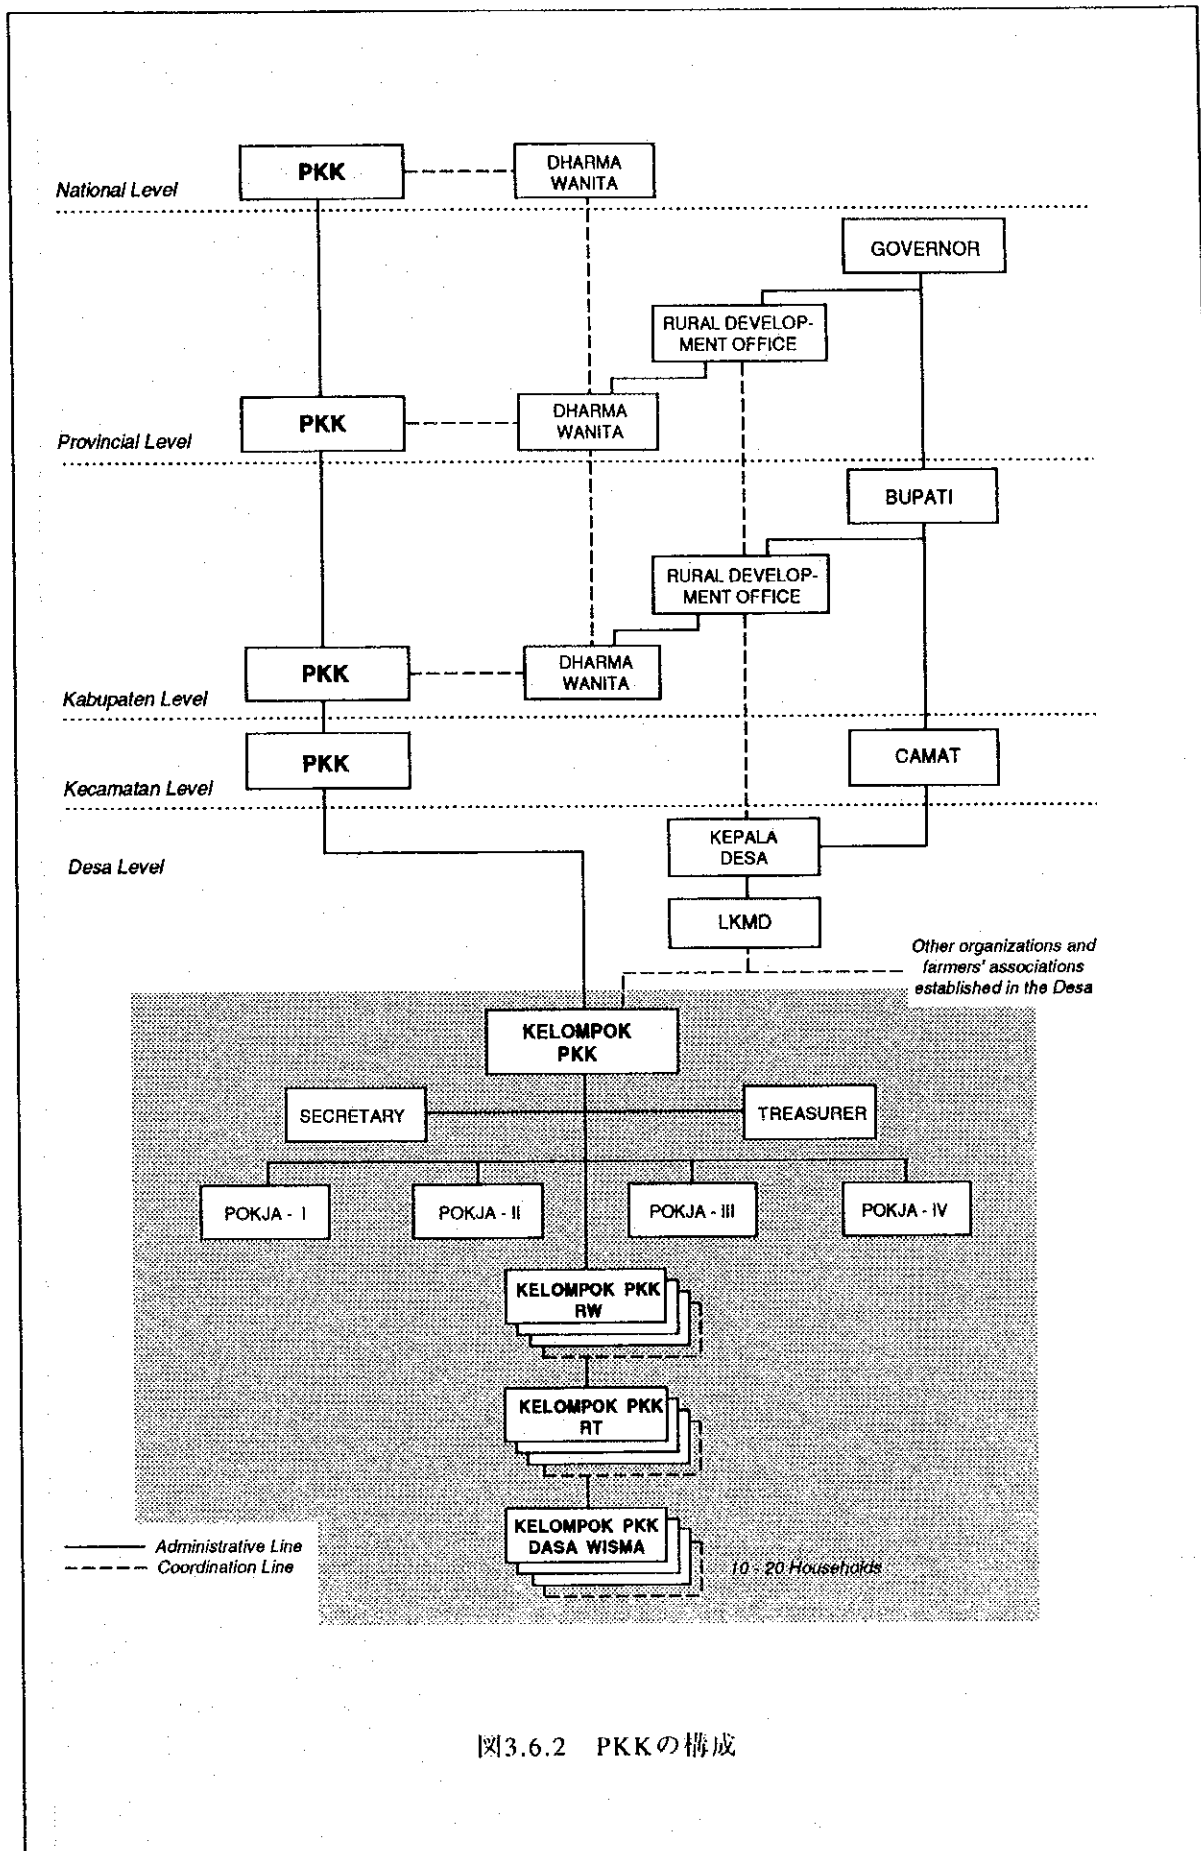 PKK
DHARMA
WANITA
National Level
GOVERNOR
RURAL DEVELOP-
MENT OFFICE
PKK
DHARMA
WANITA
Provincial Level
BUPATI
RURAL DEVELOP-
MENT OFFICE
PKK
DHARMA
WANITA
Kabupaten Level
PKK
CAMAT
Kecamatan Level
KEPALA
DESA
Desa Level
LKMD
Other organizations and
farmers' associations
established in the Desa
KELOMPOK
PKK
SECRETARY
TREASURER
POKJA - I
POKJA - II
POKJA - III
POKJA - IV
KELOMPOK PKK
RW
KELOMPOK PKK
RT
KELOMPOK PKK
DASA WISMA
Administrative Line
Coordination Line
10 - 20 Households
図3.6.2 PKKの構成